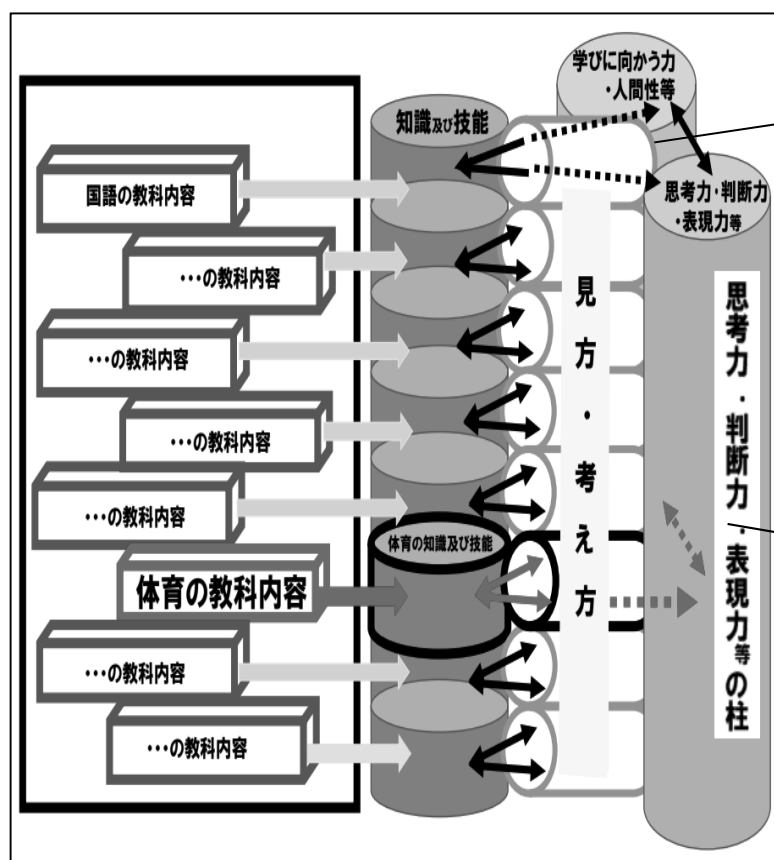 学びに向かう力
・人間性等
知識及び技能
思考力・判断力
・表現力等
国語の教科内容
・・・の教科内容
・・・の教科内容
・・・の教科内容
・・・の教科内容
体育の教科内容
・・・の教科内容
・・・の教科内容
体育の知識及び技能
見方・考え方
思考力・判断力・表現力等の柱